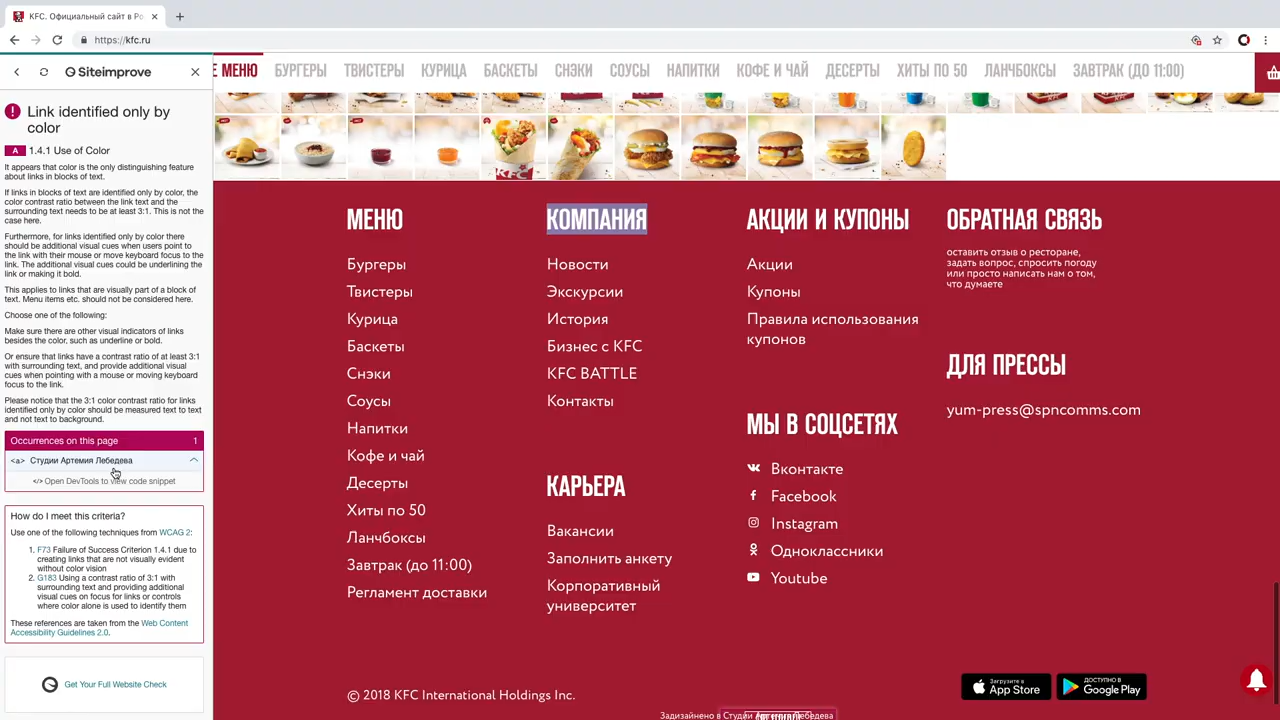 KFC. Официальный сайт в Ро
https://kfc.ru
Siteimprove
Link identified only by
color
A 1.4.1 Use of Color
It appears that color is the only distinguishing feature
about links in blocks of text.
If links in blocks of text are identified only by color, the
color contrast ratio between the link text and the
surrounding text needs to be at least 3:1. This is not the
case here.
Furthermore, for links identified only by color there
should be additional visual cues when users point to
the link with their mouse or move keyboard focus to the
link. The additional visual cues could be underlining the
link or making it bold.
This applies to links that are visually part of a block of
text. Menu items etc. should not be considered here.
Choose one of the following:
Make sure there are other visual indicators of links
besides the color, such as underline or bold.
Or ensure that links have a contrast ratio of at least 3:1
with surrounding text, and provide additional visual
cues when pointing with a mouse or moving keyboard
focus to the link.
Please notice that the 3:1 color contrast ratio for links
identified only by color should be measured text to text
and not text to background.
Occurrences on this page 1
<a> Студии Артемия Лебедева
</> Open DevTools to view code snippet
How do I meet this criteria?
Use one of the following techniques from WCAG 2:
1. F73 Failure of Success Criterion 1.4.1 due to
creating links that are not visually evident
without color vision
2. G183 Using a contrast ratio of 3:1 with
surrounding text and providing additional
visual cues on focus for links or controls
where color alone is used to identify them
These references are taken from the Web Content
Accessibility Guidelines 2.0.
Get Your Full Website Check
Е МЕНЮ БУРГЕРЫ ТВИСТЕРЫ КУРИЦА БАСКЕТЫ СНЭКИ СОУСЫ НАПИТКИ КОФЕ И ЧАЙ ДЕСЕРТЫ ХИТЫ ПО 50 ЛАНЧБОКСЫ ЗАВТРАК (ДО 11:00)
KFC
МЕНЮ
Бургеры
Твистеры
Курица
Баскеты
Снэки
Соусы
Напитки
Кофе и чай
Десерты
Хиты по 50
Ланчбоксы
Завтрак (до 11:00)
Регламент доставки
КОМПАНИЯ
Новости
Экскурсии
История
Бизнес с KFC
KFC BATTLE
Контакты
КАРЬЕРА
Вакансии
Заполнить анкету
Корпоративный
университет
АКЦИИ И КУПОНЫ
Акции
Купоны
Правила использования
купонов
МЫ В СОЦСЕТЯХ
Вконтакте
Facebook
Instagram
Одноклассники
Youtube
ОБРАТНАЯ СВЯЗЬ
оставить отзыв о ресторане,
задать вопрос, спросить погоду
или просто написать нам о том,
что думаете
ДЛЯ ПРЕССЫ
yum-press@spncomms.com
© 2018 KFC International Holdings Inc.
Загрузите в
App Store
ДОСТУПНО В
Google Play
Задизайнено в Студии Артемия Лебедева